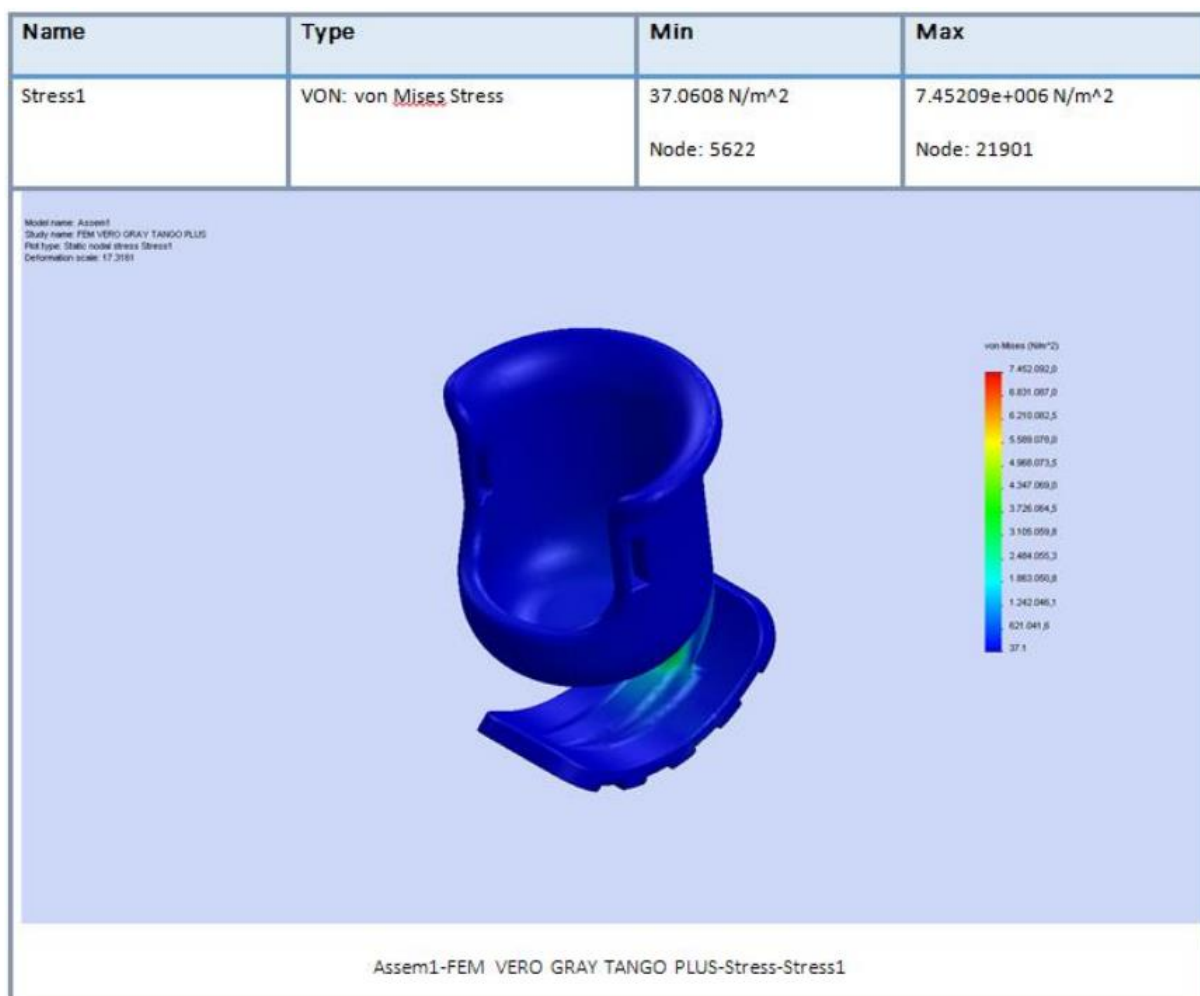 Name Type Min Max
Stress1 VON: von Mises Stress 37.0608 N/m^2 7.45209e+006 N/m^2
Node: 5622 Node: 21901
Model name: Assem1
Study name: FEM VERO GRAY TANGO PLUS
Plot type: Static nodal stress Stress1
Deformation scale: 17.3181
von Mises (N/m^2)
7.452.092,0
6.831.087,0
6.210.082,5
5.589.078,0
4.968.073,5
4.347.069,0
3.726.064,5
3.105.059,8
2.484.055,3
1.863.050,8
1.242.046,1
621.041,6
37.1
Assem1-FEM VERO GRAY TANGO PLUS-Stress-Stress1